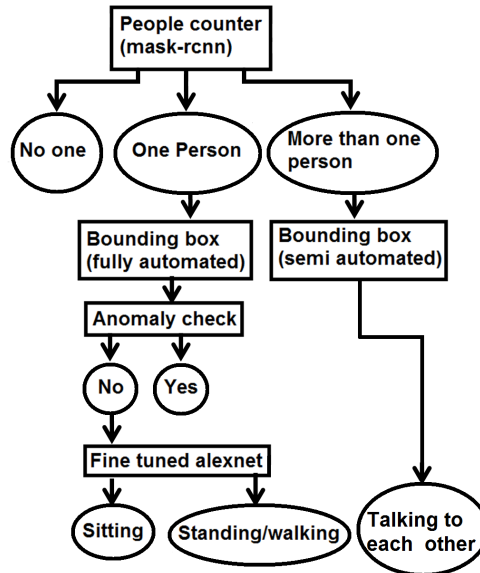 People counter
(mask-rcnn)
No one
One Person
More than one
person
Bounding box
(fully automated)
Bounding box
(semi automated)
Anomaly check
No
Yes
Fine tuned alexnet
Sitting
Standing/walking
Talking to
each other